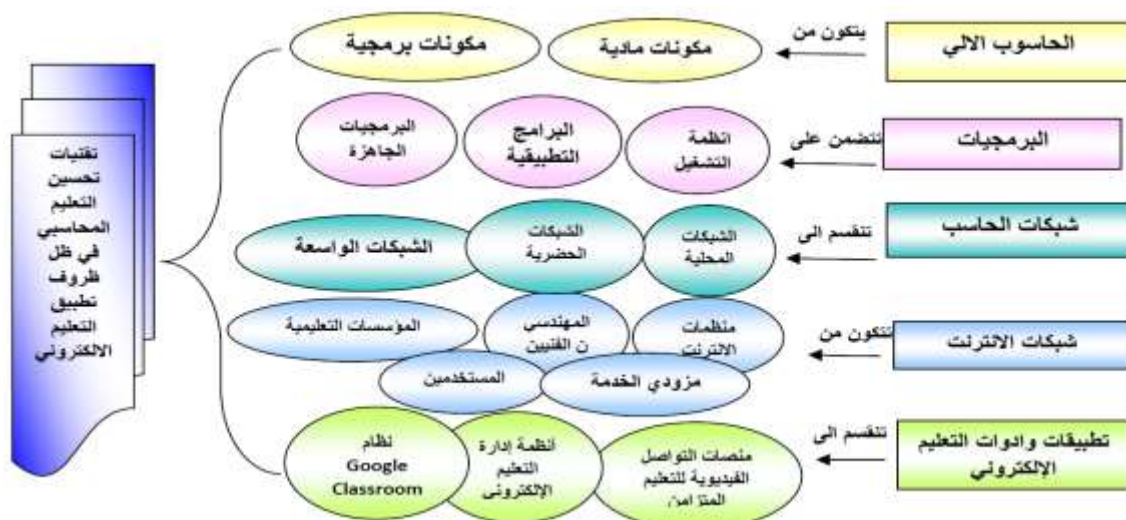 الحاسوب الالي
يتكون من
مكونات مادية
مكونات برمجية
البرمجيات
تتضمن على
انظمة
التشغيل
البرامج
التطبيقية
البرمجيات
الجاهزة
شبكات الحاسب
تنقسم الى
الشبكات
المحلية
الشبكات
الحضرية
الشبكات الواسعة
شبكات الانترنت
تتكون من
منظمات
الانترنت
المهندسي
ن الفنيين
المؤسسات التعليمية
مزودي الخدمة
المستخدمين
تطبيقات وادوات التعليم
الإلكتروني
تنقسم الى
منصات التواصل
الفيديوية للتعليم
المتزامن
أنظمة إدارة
التعليم
الإلكتروني
نظام
Google
Classroom
تقنيات
تحسين
التعليم
المحاسبي
في ظل
ظروف
تطبيق
التعليم
الالكتروني